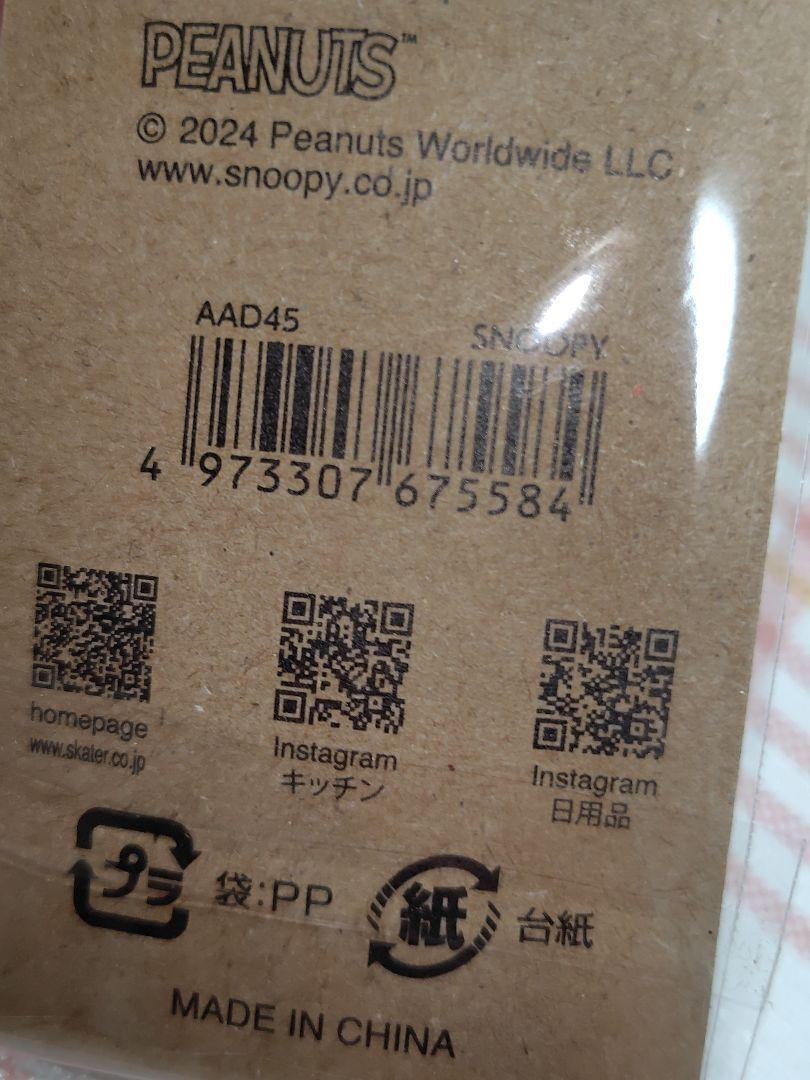 PEANUTS™
© 2024 Peanuts Worldwide LLC
www.snoopy.co.jp
AAD45
SNOOPY
4 973307 675584
homepage
www.skater.co.jp
Instagram
キッチン
Instagram
日用品
プラ
袋:PP
紙
台紙
MADE IN CHINA